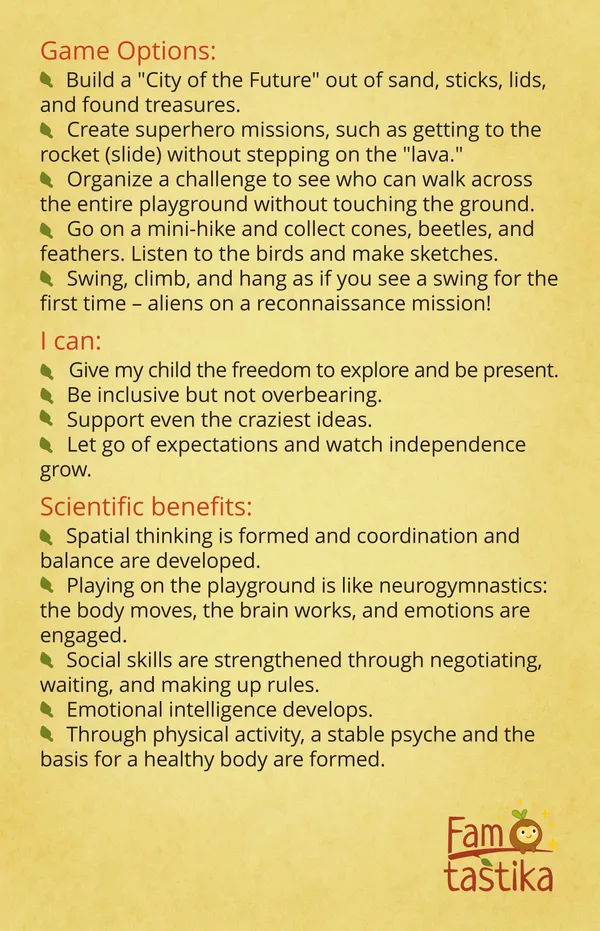 Game Options:
Build a "City of the Future" out of sand, sticks, lids,
and found treasures.
Create superhero missions, such as getting to the
rocket (slide) without stepping on the "lava."
Organize a challenge to see who can walk across
the entire playground without touching the ground.
Go on a mini-hike and collect cones, beetles, and
feathers. Listen to the birds and make sketches.
Swing, climb, and hang as if you see a swing for the
first time – aliens on a reconnaissance mission!
I can:
Give my child the freedom to explore and be present.
Be inclusive but not overbearing.
Support even the craziest ideas.
Let go of expectations and watch independence
grow.
Scientific benefits:
Spatial thinking is formed and coordination and
balance are developed.
Playing on the playground is like neurogymnastics:
the body moves, the brain works, and emotions are
engaged.
Social skills are strengthened through negotiating,
waiting, and making up rules.
Emotional intelligence develops.
Through physical activity, a stable psyche and the
basis for a healthy body are formed.
Fam
tastika